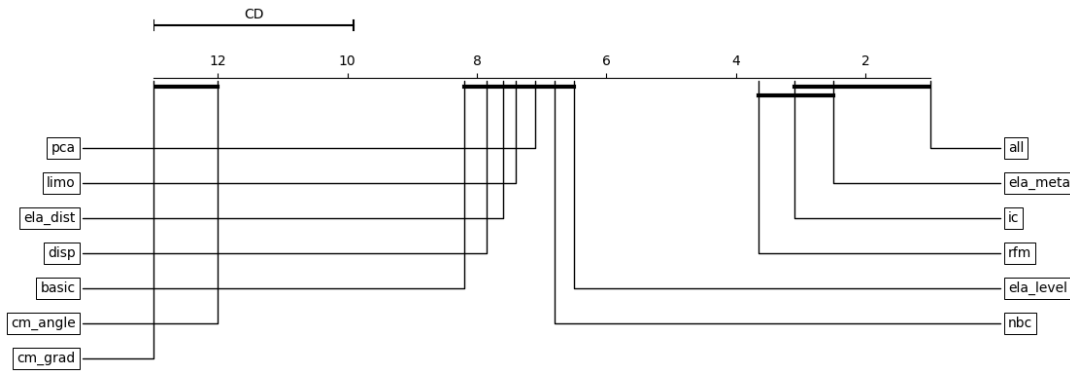 CD
12 10 8 6 4 2
pca all
limo ela_meta
ela_dist ic
disp rfm
basic ela_level
cm_angle nbc
cm_grad